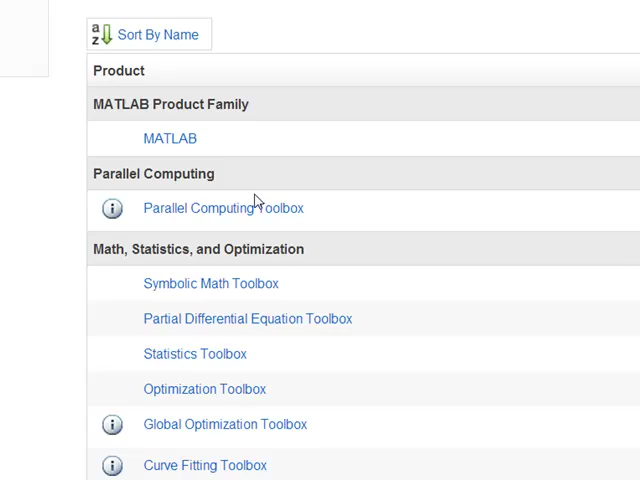 Sort By Name
Product
MATLAB Product Family
MATLAB
Parallel Computing
Parallel Computing Toolbox
Math, Statistics, and Optimization
Symbolic Math Toolbox
Partial Differential Equation Toolbox
Statistics Toolbox
Optimization Toolbox
Global Optimization Toolbox
Curve Fitting Toolbox